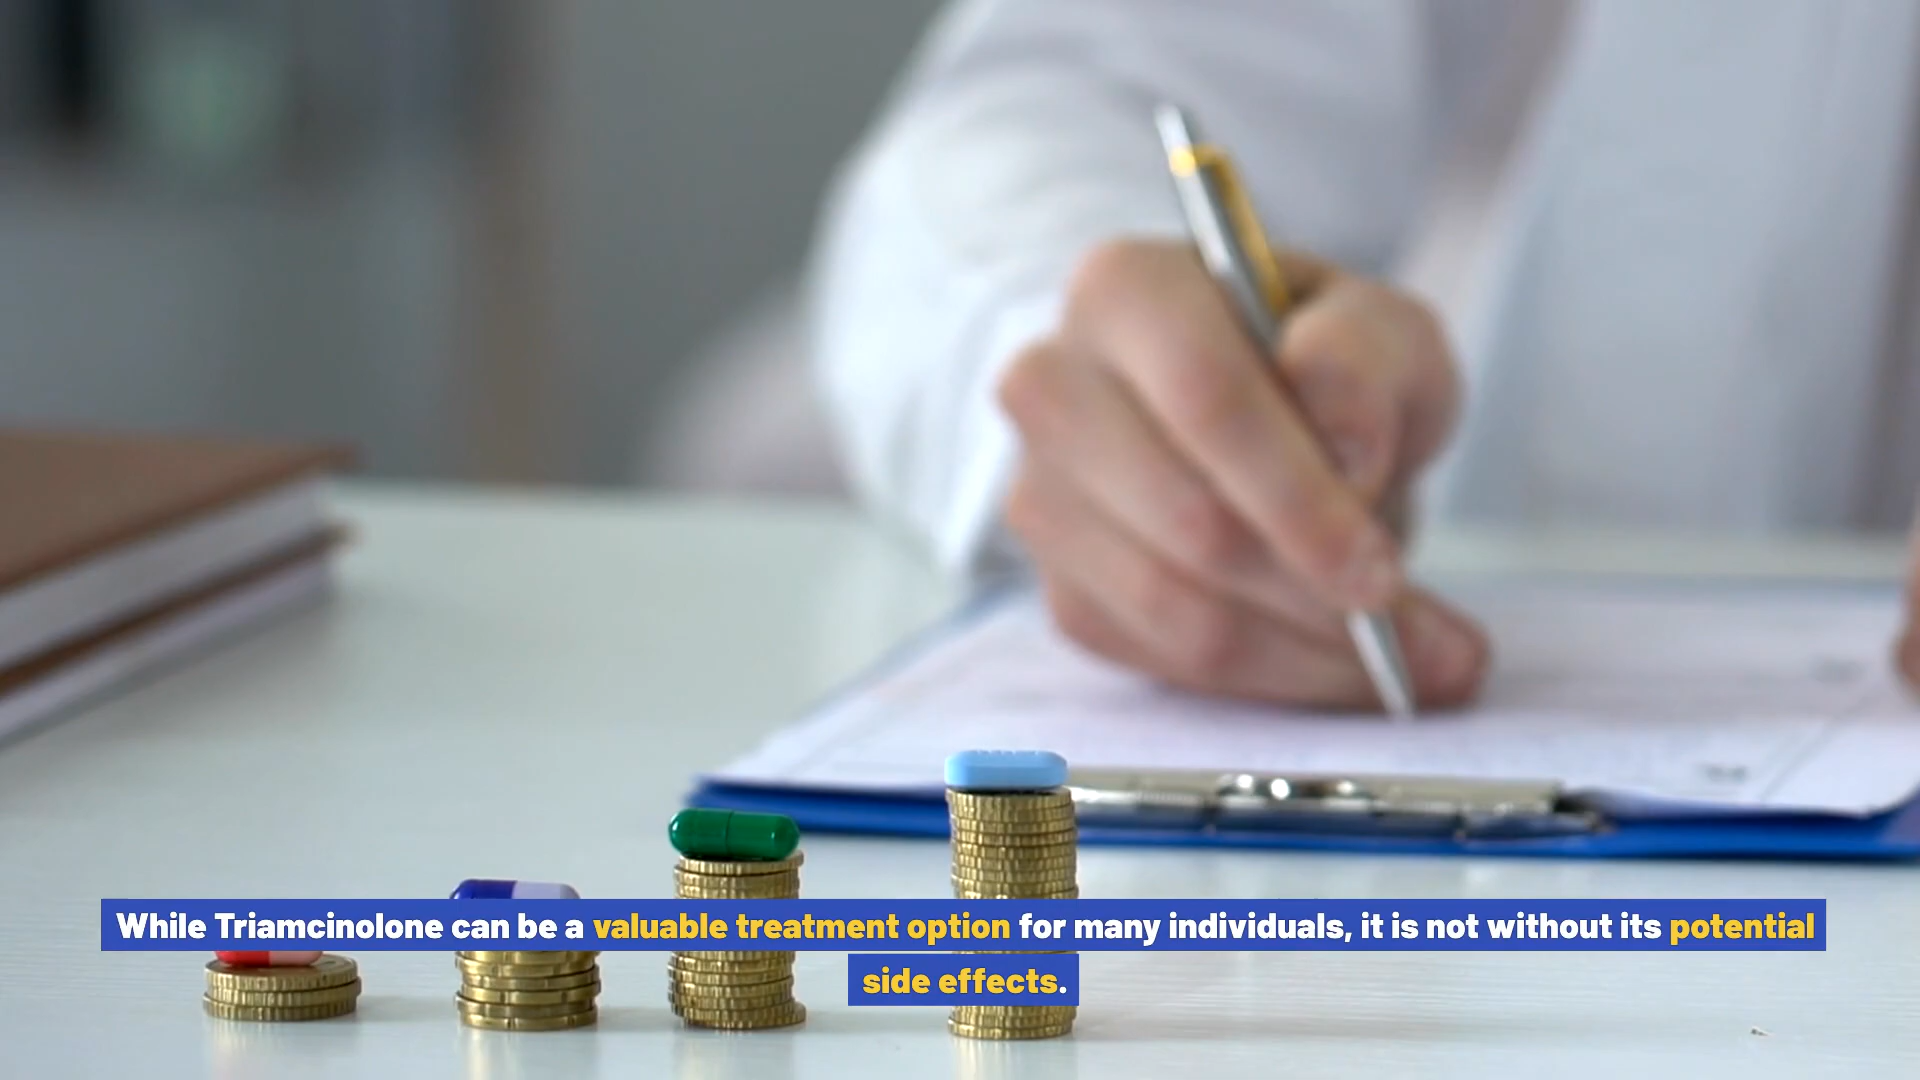 While Triamcinolone can be a valuable treatment option for many individuals, it is not without its potential
side effects.